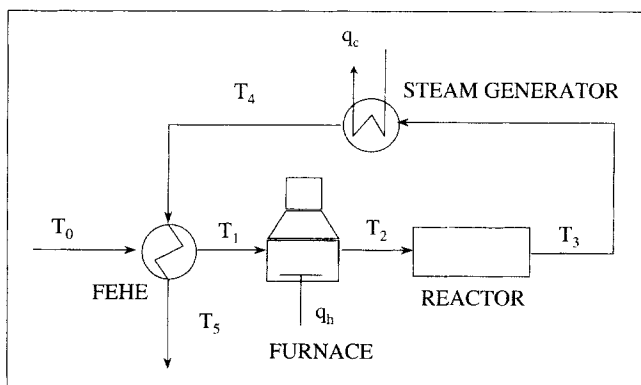 q_c
STEAM GENERATOR
T_4
T_0
T_1
T_2
T_3
FEHE
REACTOR
T_5
q_h
FURNACE